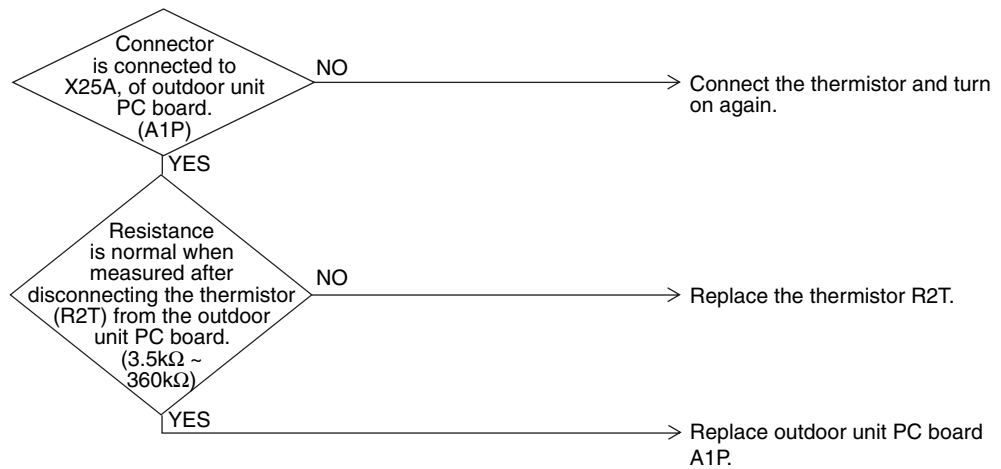 Connector
is connected to
X25A, of outdoor unit
PC board.
(A1P)
NO
Connect the thermistor and turn
on again.
YES
Resistance
is normal when
measured after
disconnecting the thermistor
(R2T) from the outdoor
unit PC board.
(3.5kΩ ~
360kΩ)
NO
Replace the thermistor R2T.
YES
Replace outdoor unit PC board
A1P.